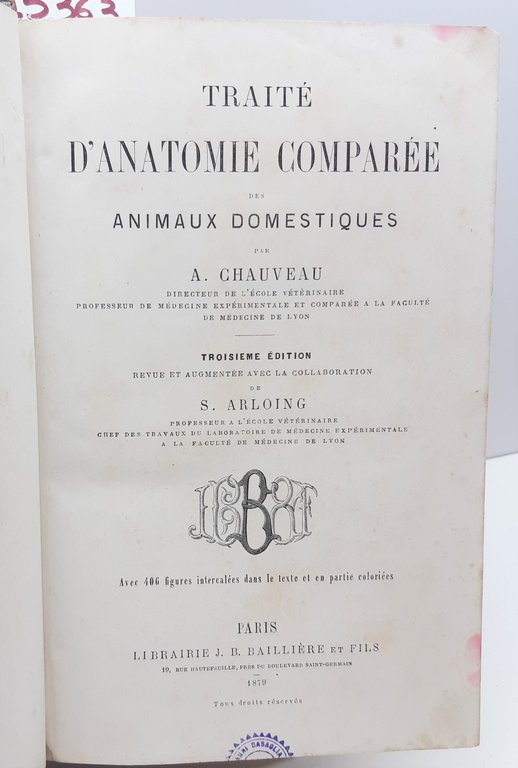 5363
TRAITÉ
D'ANATOMIE COMPARÉE
DES
ANIMAUX DOMESTIQUES
PAR
A. CHAUVEAU
DIRECTEUR DE L'ÉCOLE VÉTÉRINAIRE
PROFESSEUR DE MÉDECINE EXPÉRIMENTALE ET COMPARÉE A LA FACULTÉ
DE MÉDECINE DE LYON
TROISIEME ÉDITION
REVUE ET AUGMENTÉE AVEC LA COLLABORATION
DE
S. ARLOING
PROFESSEUR A L'ÉCOLE VÉTÉRINAIRE
CHEF DES TRAVAUX DU LABORATOIRE DE MÉDECINE EXPÉRIMENTALE
A LA FACULTÉ DE MÉDECINE DE LYON
Avec 406 figures intercalées dans le texte et en partie coloriées
PARIS
LIBRAIRIE J. B. BAILLIÈRE ET FILS
19, RUE HAUTEFEUILLE, PRÈS DU BOULEVARD SAINT-GERMAIN
1879
Tous droits réservés